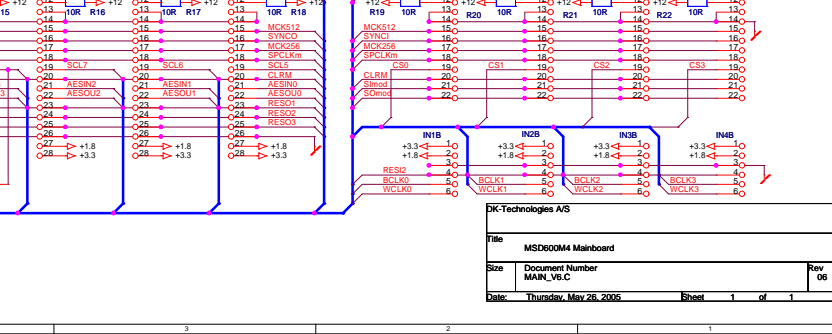 +12 +12 +12 +12 +12 +12 +12
15 10R R16 10R R17 10R R18 R19 10R R20 10R R21 10R R22 10R
13 13 13 13 13 13 13
14 14 14 14 14 14 14
15 15 MCK512 MCK512 15 15 15 15
16 16 16 SYNCO SYNCI 16 16 16 16
17 17 17 MCK256 MCK256 17 17 17 17
18 18 18 SPCLKm SPCLKm 18 18 18 18
19 SCL7 19 SCL6 19 SCL5 CS0 19 CS1 19 CS2 19 CS3 19
20 20 20 CLRM CLRM 20 20 20 20
21 AESIN2 21 AESIN1 21 AESIN0 SImod 21 21 21 21
3 22 AESOU2 22 AESOU1 22 AESOU0 SOmod 22 22 22 22
23 23 23 RESO1
24 24 24 RESO2
25 25 25 RESO3
26 26 26
27 +1.8 27 +1.8 27 +1.8
28 +3.3 28 +3.3 28 +3.3
IN1B IN2B IN3B IN4B
+3.3 1 +3.3 1 +3.3 1 1
+1.8 2 +1.8 2 +1.8 2 2
3 3 3 3
RESI2 4 4 4 4
BCLK0 5 BCLK1 5 BCLK2 5 BCLK3 5
WCLK0 6 WCLK1 6 WCLK2 6 WCLK3 6
DK-Technologies A/S
Title
MSD600M4 Mainboard
Size Document Number Rev
MAIN_V6.C 06
Date: Thursday, May 26, 2005 Sheet 1 of 1
3 2 1